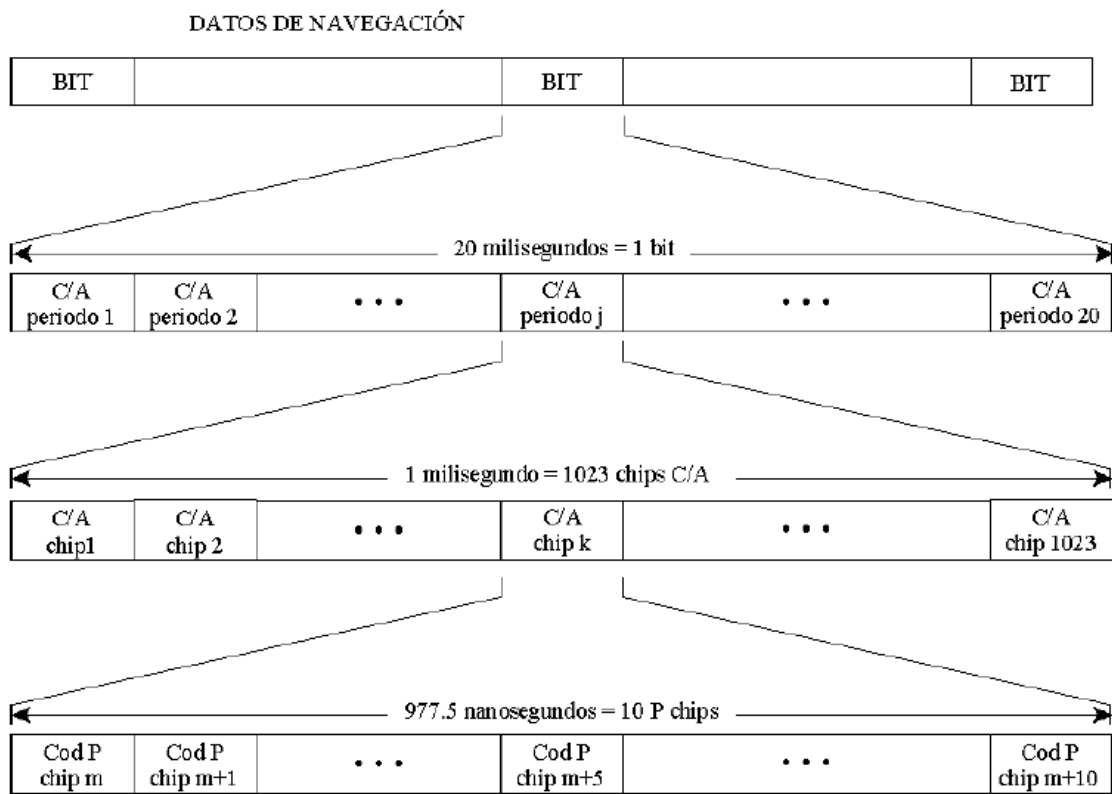 DATOS DE NAVEGACIÓN
BIT BIT BIT
20 milisegundos = 1 bit
C/A C/A C/A C/A
periodo 1 periodo 2 • • • periodo j • • • periodo 20
1 milisegundo = 1023 chips C/A
C/A C/A C/A C/A
chip1 chip 2 • • • chip k • • • chip 1023
977.5 nanosegundos = 10 P chips
Cod P Cod P Cod P Cod P
chip m chip m+1 • • • chip m+5 • • • chip m+10